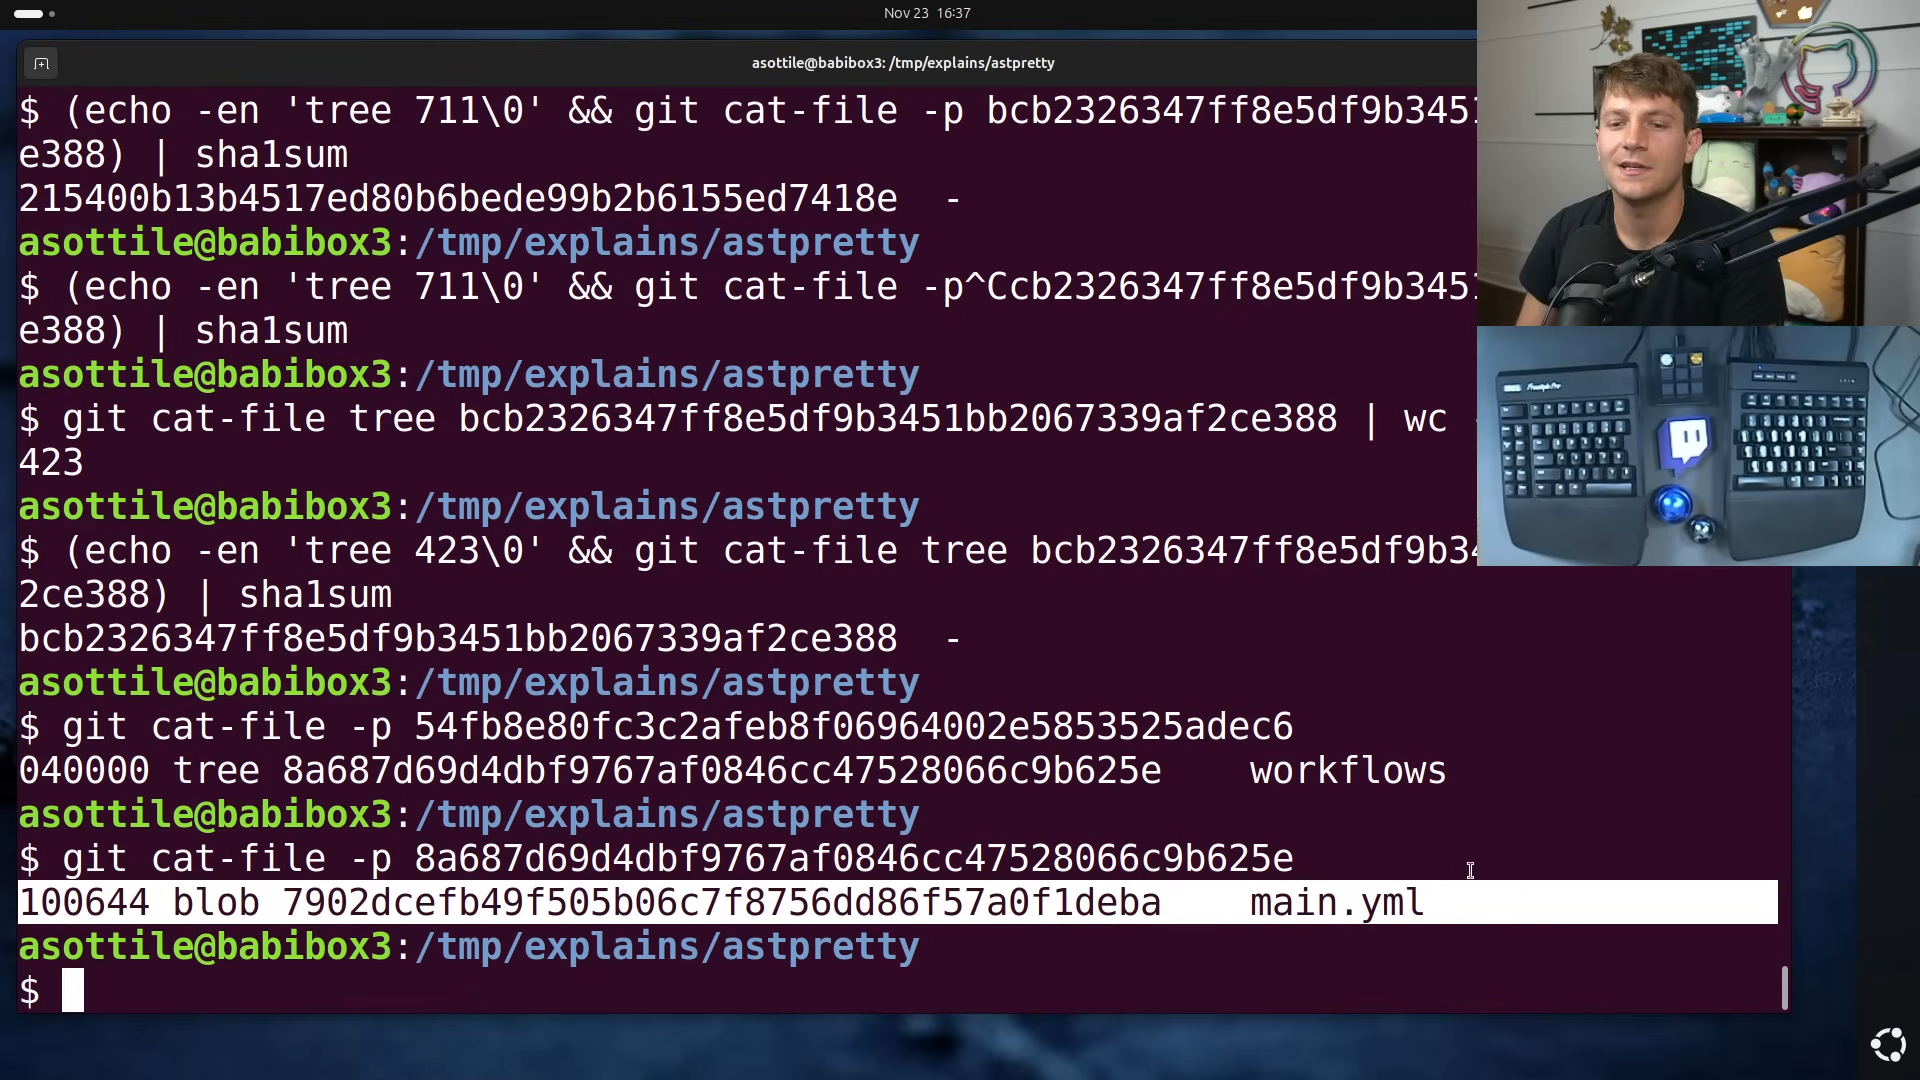 Nov 23 16:37
asottile@babibox3: /tmp/explains/astpretty
$ (echo -en 'tree 711\0' && git cat-file -p bcb2326347ff8e5df9b3451
e388) | sha1sum
215400b13b4517ed80b6bede99b2b6155ed7418e  -
asottile@babibox3:/tmp/explains/astpretty
$ (echo -en 'tree 711\0' && git cat-file -p^Ccb2326347ff8e5df9b3451
e388) | sha1sum
asottile@babibox3:/tmp/explains/astpretty
$ git cat-file tree bcb2326347ff8e5df9b3451bb2067339af2ce388 | wc
423
asottile@babibox3:/tmp/explains/astpretty
$ (echo -en 'tree 423\0' && git cat-file tree bcb2326347ff8e5df9b34
2ce388) | sha1sum
bcb2326347ff8e5df9b3451bb2067339af2ce388  -
asottile@babibox3:/tmp/explains/astpretty
$ git cat-file -p 54fb8e80fc3c2afeb8f06964002e5853525adec6
040000 tree 8a687d69d4dbf9767af0846cc47528066c9b625e    workflows
asottile@babibox3:/tmp/explains/astpretty
$ git cat-file -p 8a687d69d4dbf9767af0846cc47528066c9b625e
100644 blob 7902dcefb49f505b06c7f8756dd86f57a0f1deba    main.yml
asottile@babibox3:/tmp/explains/astpretty
$
Freestyle Pro